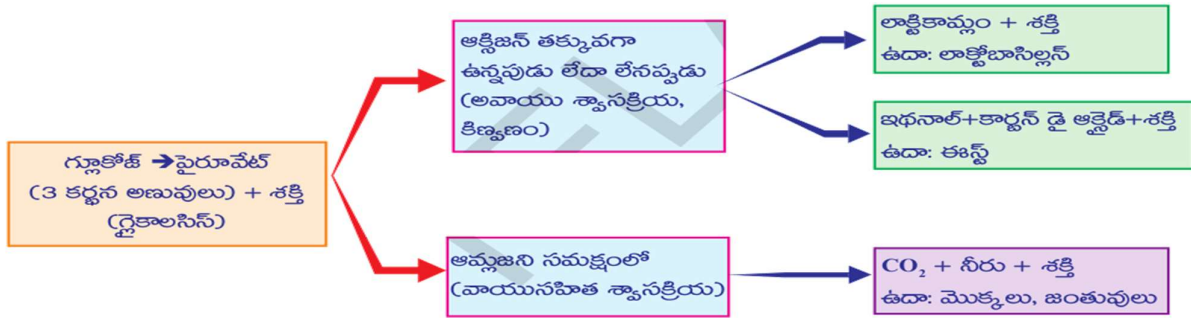 గ్లూకోజ్ ➔పైరూవేట్
(3 కర్బన అణువులు) + శక్తి
(గ్లైకాలసిస్)
ఆక్సిజన్ తక్కువగా
ఉన్నపుడు లేదా లేనప్పుడు
(అవాయు శ్వాసక్రియ,
కిణ్వణం)
లాక్టికామ్లం + శక్తి
ఉదా: లాక్టోబాసిల్లస్
ఇథనాల్+కార్బన్ డై ఆక్సైడ్+శక్తి
ఉదా: ఈస్ట్
ఆమ్లజని సమక్షంలో
(వాయుసహిత శ్వాసక్రియ)
CO₂ + నీరు + శక్తి
ఉదా: మొక్కలు, జంతువులు